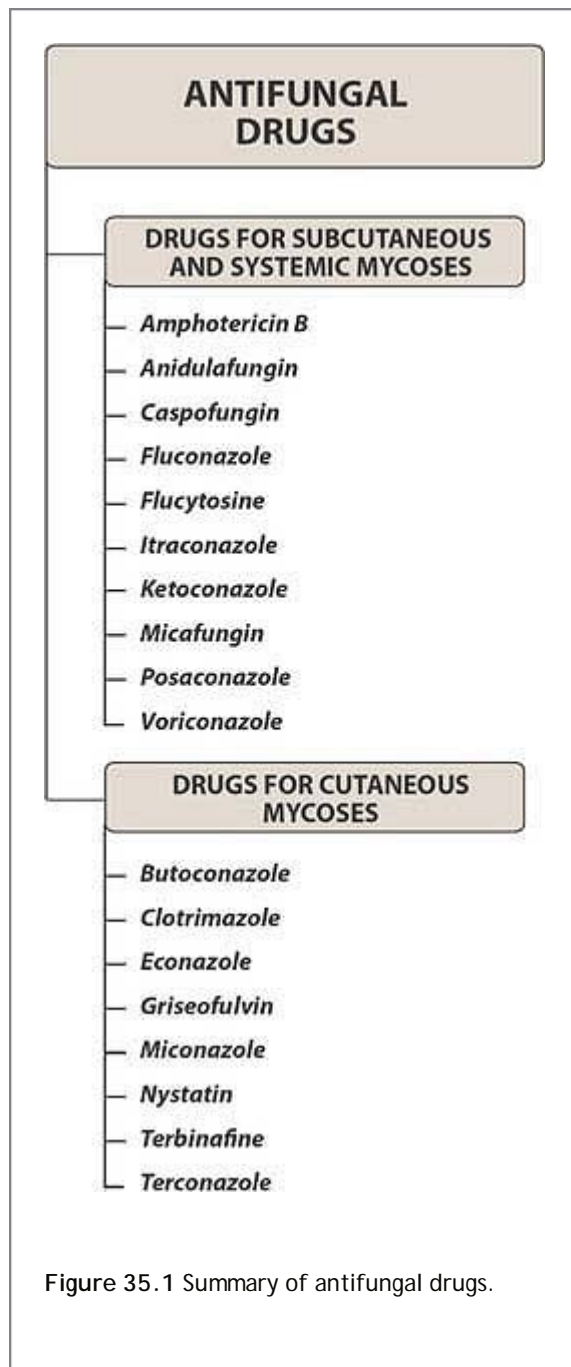 ANTIFUNGAL
DRUGS
DRUGS FOR SUBCUTANEOUS
AND SYSTEMIC MYCOSES
Amphotericin B
Anidulafungin
Caspofungin
Fluconazole
Flucytosine
Itraconazole
Ketoconazole
Micafungin
Posaconazole
Voriconazole
DRUGS FOR CUTANEOUS
MYCOSES
Butoconazole
Clotrimazole
Econazole
Griseofulvin
Miconazole
Nystatin
Terbinafine
Terconazole
Figure 35.1 Summary of antifungal drugs.